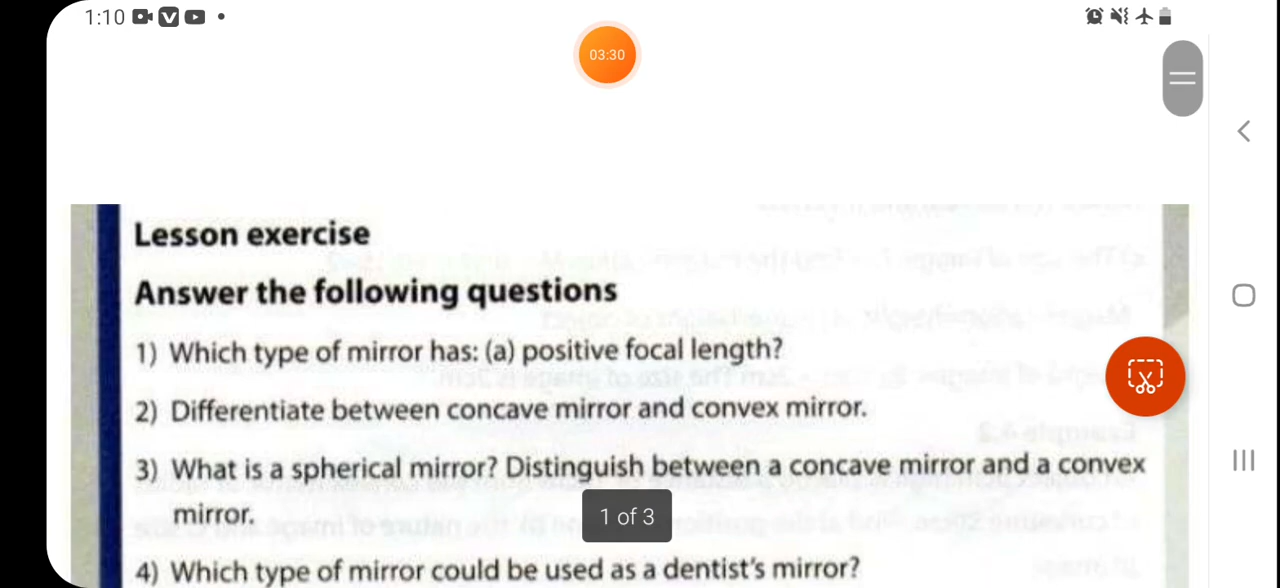 1:10
03:30
Lesson exercise
Answer the following questions
1) Which type of mirror has: (a) positive focal length?
2) Differentiate between concave mirror and convex mirror.
3) What is a spherical mirror? Distinguish between a concave mirror and a convex
mirror.
1 of 3
4) Which type of mirror could be used as a dentist's mirror?